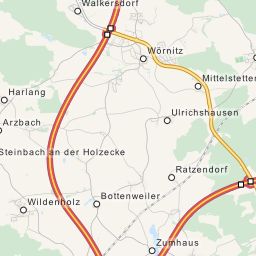 Walkersdorf
Wörnitz
Mittelstetten
Harlang
Ulrichshausen
Arzbach
Steinbach an der Holzecke
Ratzendorf
Wildenholz
Bottenweiler
Zumhaus